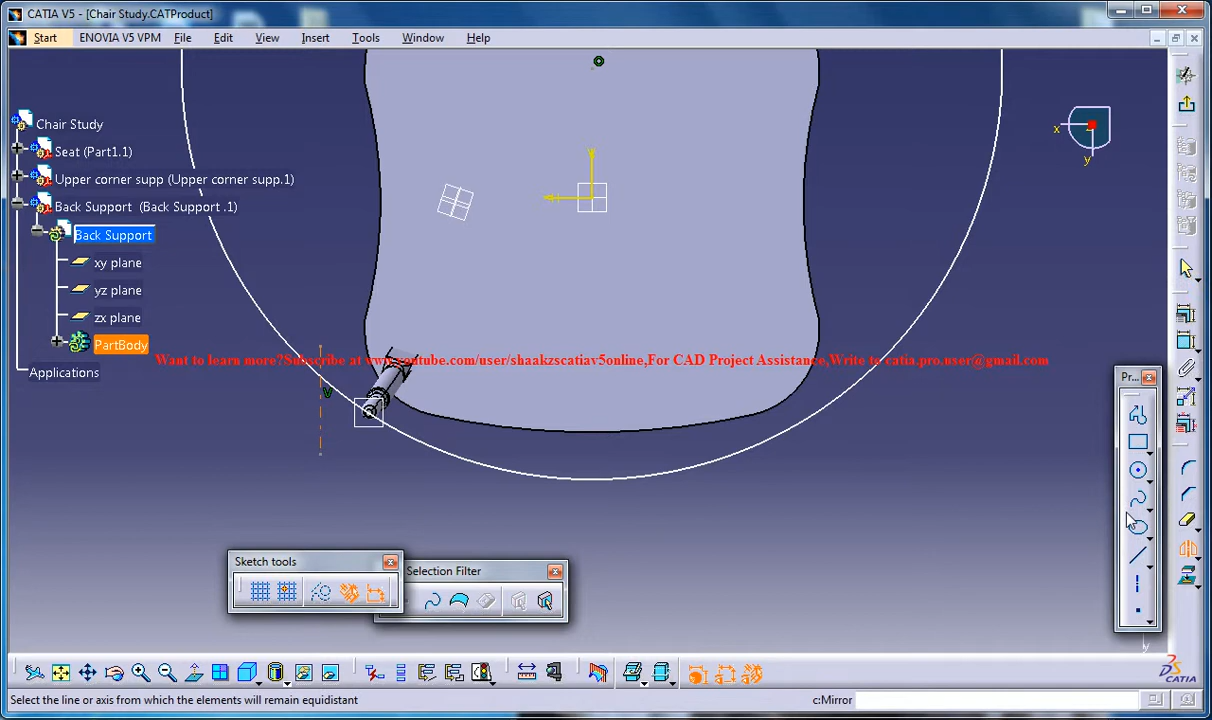 CATIA V5 - [Chair Study.CATProduct]
Start ENOVIA V5 VPM File Edit View Insert Tools Window Help
Chair Study
Seat (Part1.1)
Upper corner supp (Upper corner supp.1)
Back Support (Back Support .1)
Back Support
xy plane
yz plane
zx plane
PartBody
Applications
Want to learn more?Subscribe at www.youtube.com/user/shaakzscatiav5online,For CAD Project Assistance,Write to catia.pro.user@gmail.com
x
y
V
Pr...
Sketch tools
Selection Filter
y
DS CATIA
Select the line or axis from which the elements will remain equidistant
c:Mirror